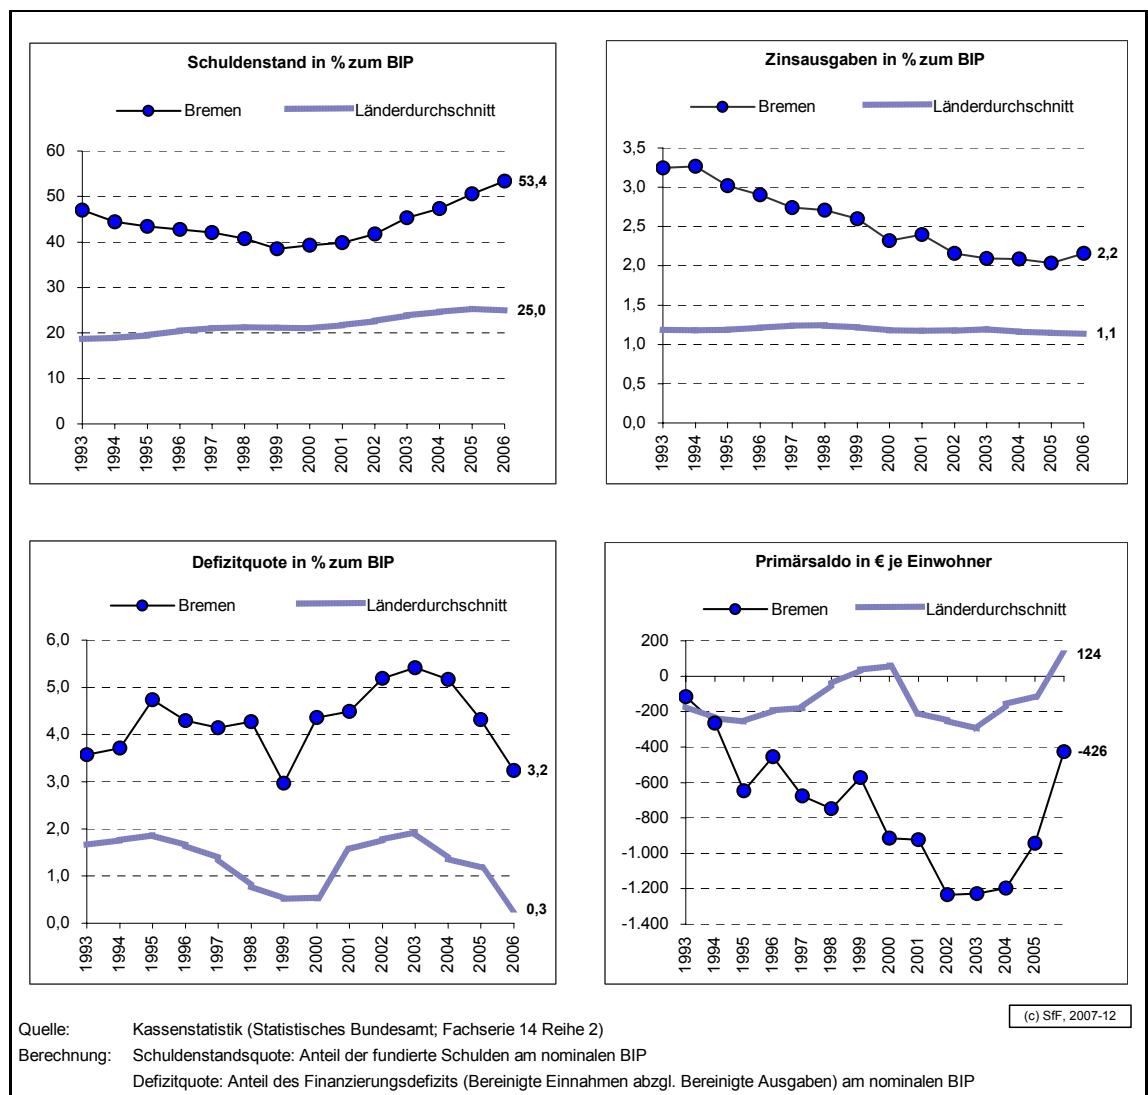 Schuldenstand in % zum BIP
Bremen Länderdurchschnitt
60
50
40
30
20
10
0
53,4
25,0
1993 1994 1995 1996 1997 1998 1999 2000 2001 2002 2003 2004 2005 2006
Zinsausgaben in % zum BIP
Bremen Länderdurchschnitt
3,5
3,0
2,5
2,0
1,5
1,0
0,5
0,0
2,2
1,1
1993 1994 1995 1996 1997 1998 1999 2000 2001 2002 2003 2004 2005 2006
Defizitquote in % zum BIP
Bremen Länderdurchschnitt
6,0
5,0
4,0
3,0
2,0
1,0
0,0
3,2
0,3
1993 1994 1995 1996 1997 1998 1999 2000 2001 2002 2003 2004 2005 2006
Primärsaldo in € je Einwohner
Bremen Länderdurchschnitt
200
0
-200
-400
-600
-800
-1.000
-1.200
-1.400
124
-426
1993 1994 1995 1996 1997 1998 1999 2000 2001 2002 2003 2004 2005
(c) SfF, 2007-12
Quelle: Kassenstatistik (Statistisches Bundesamt; Fachserie 14 Reihe 2)
Berechnung: Schuldenstandsquote: Anteil der fundierte Schulden am nominalen BIP
Defizitquote: Anteil des Finanzierungsdefizits (Bereinigte Einnahmen abzgl. Bereinigte Ausgaben) am nominalen BIP